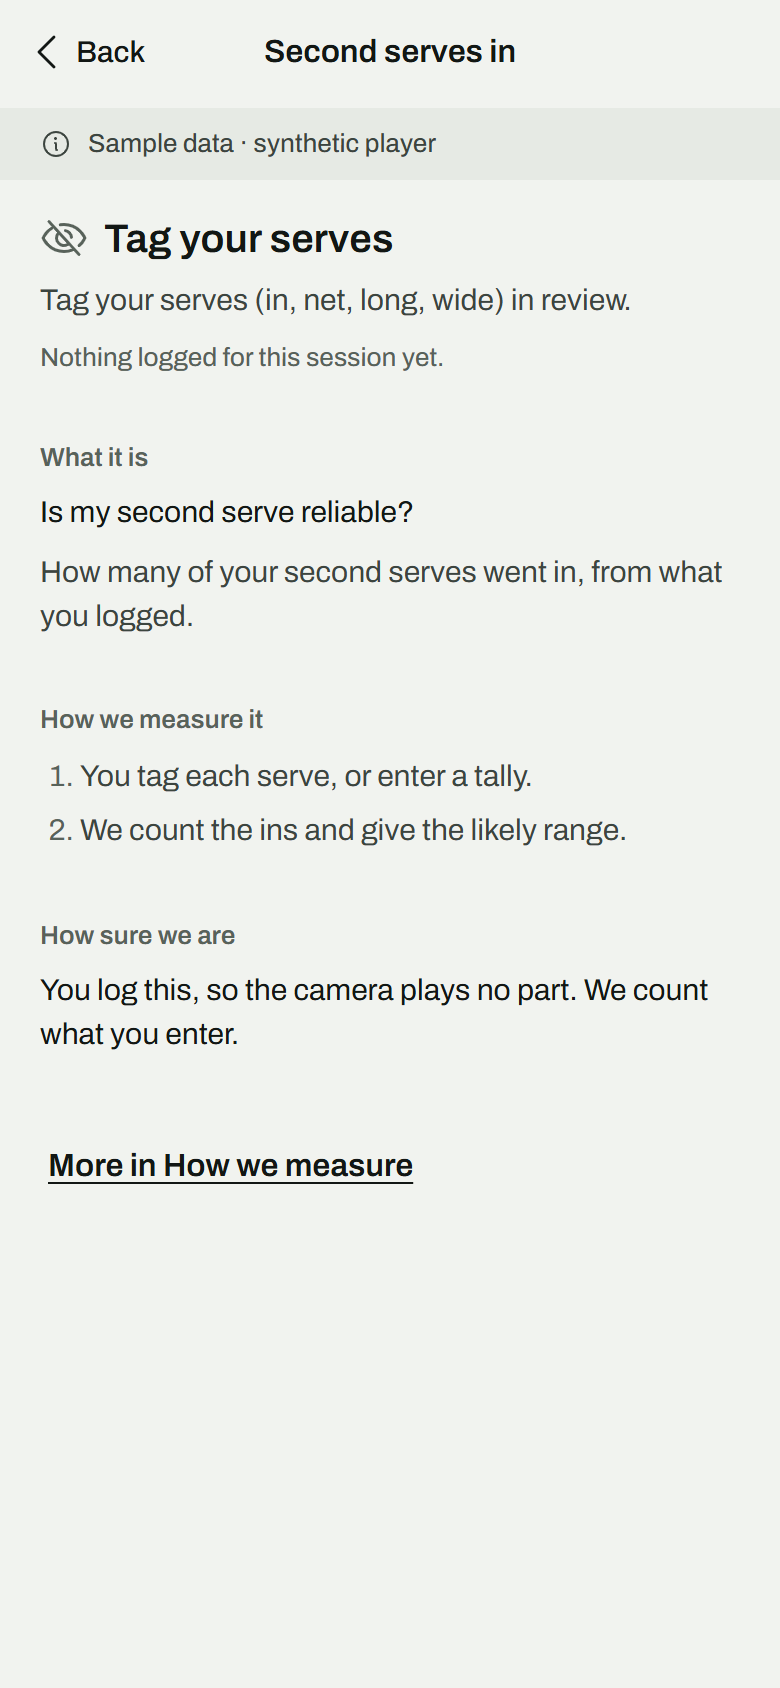 Back
Second serves in
Sample data · synthetic player
Tag your serves
Tag your serves (in, net, long, wide) in review.
Nothing logged for this session yet.
What it is
Is my second serve reliable?
How many of your second serves went in, from what
you logged.
How we measure it
1. You tag each serve, or enter a tally.
2. We count the ins and give the likely range.
How sure we are
You log this, so the camera plays no part. We count
what you enter.
More in How we measure